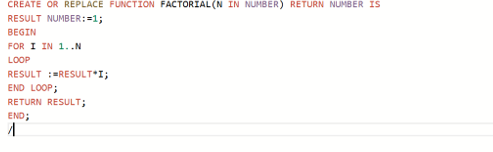 CREATE OR REPLACE FUNCTION FACTORIAL(N IN NUMBER) RETURN NUMBER IS
RESULT NUMBER:=1;
BEGIN
FOR I IN 1..N
LOOP
RESULT :=RESULT*I;
END LOOP;
RETURN RESULT;
END;
/